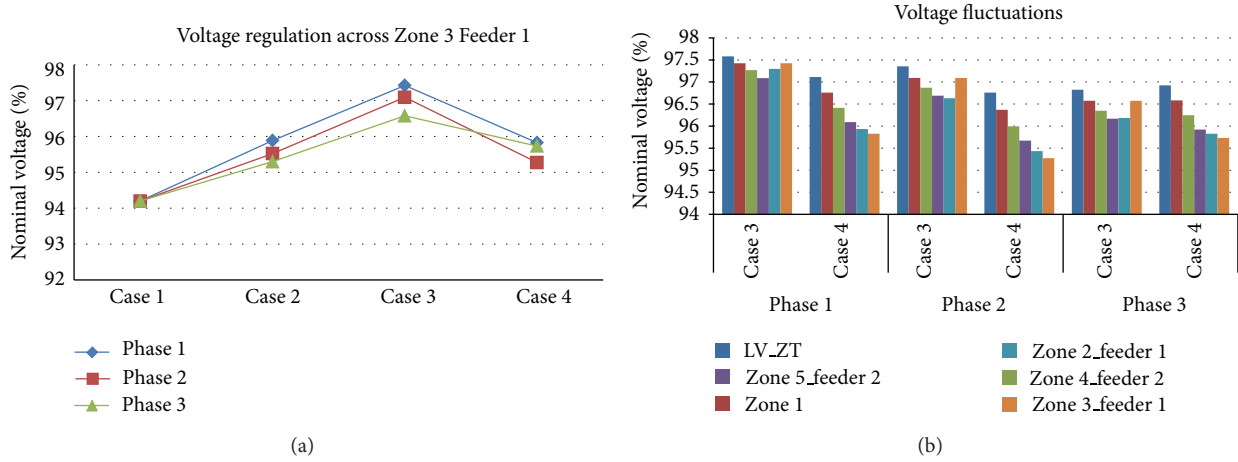 Voltage regulation across Zone 3 Feeder 1
Nominal voltage (%)
98
97
96
95
94
93
92
Case 1
Case 2
Case 3
Case 4
Phase 1
Phase 2
Phase 3
(a)
Voltage fluctuations
Nominal voltage (%)
98
97.5
97
96.5
96
95.5
95
94.5
94
Case 3
Case 4
Case 3
Case 4
Case 3
Case 4
Phase 1
Phase 2
Phase 3
LV_ZT
Zone 5_feeder 2
Zone 1
Zone 2_feeder 1
Zone 4_feeder 2
Zone 3_feeder 1
(b)